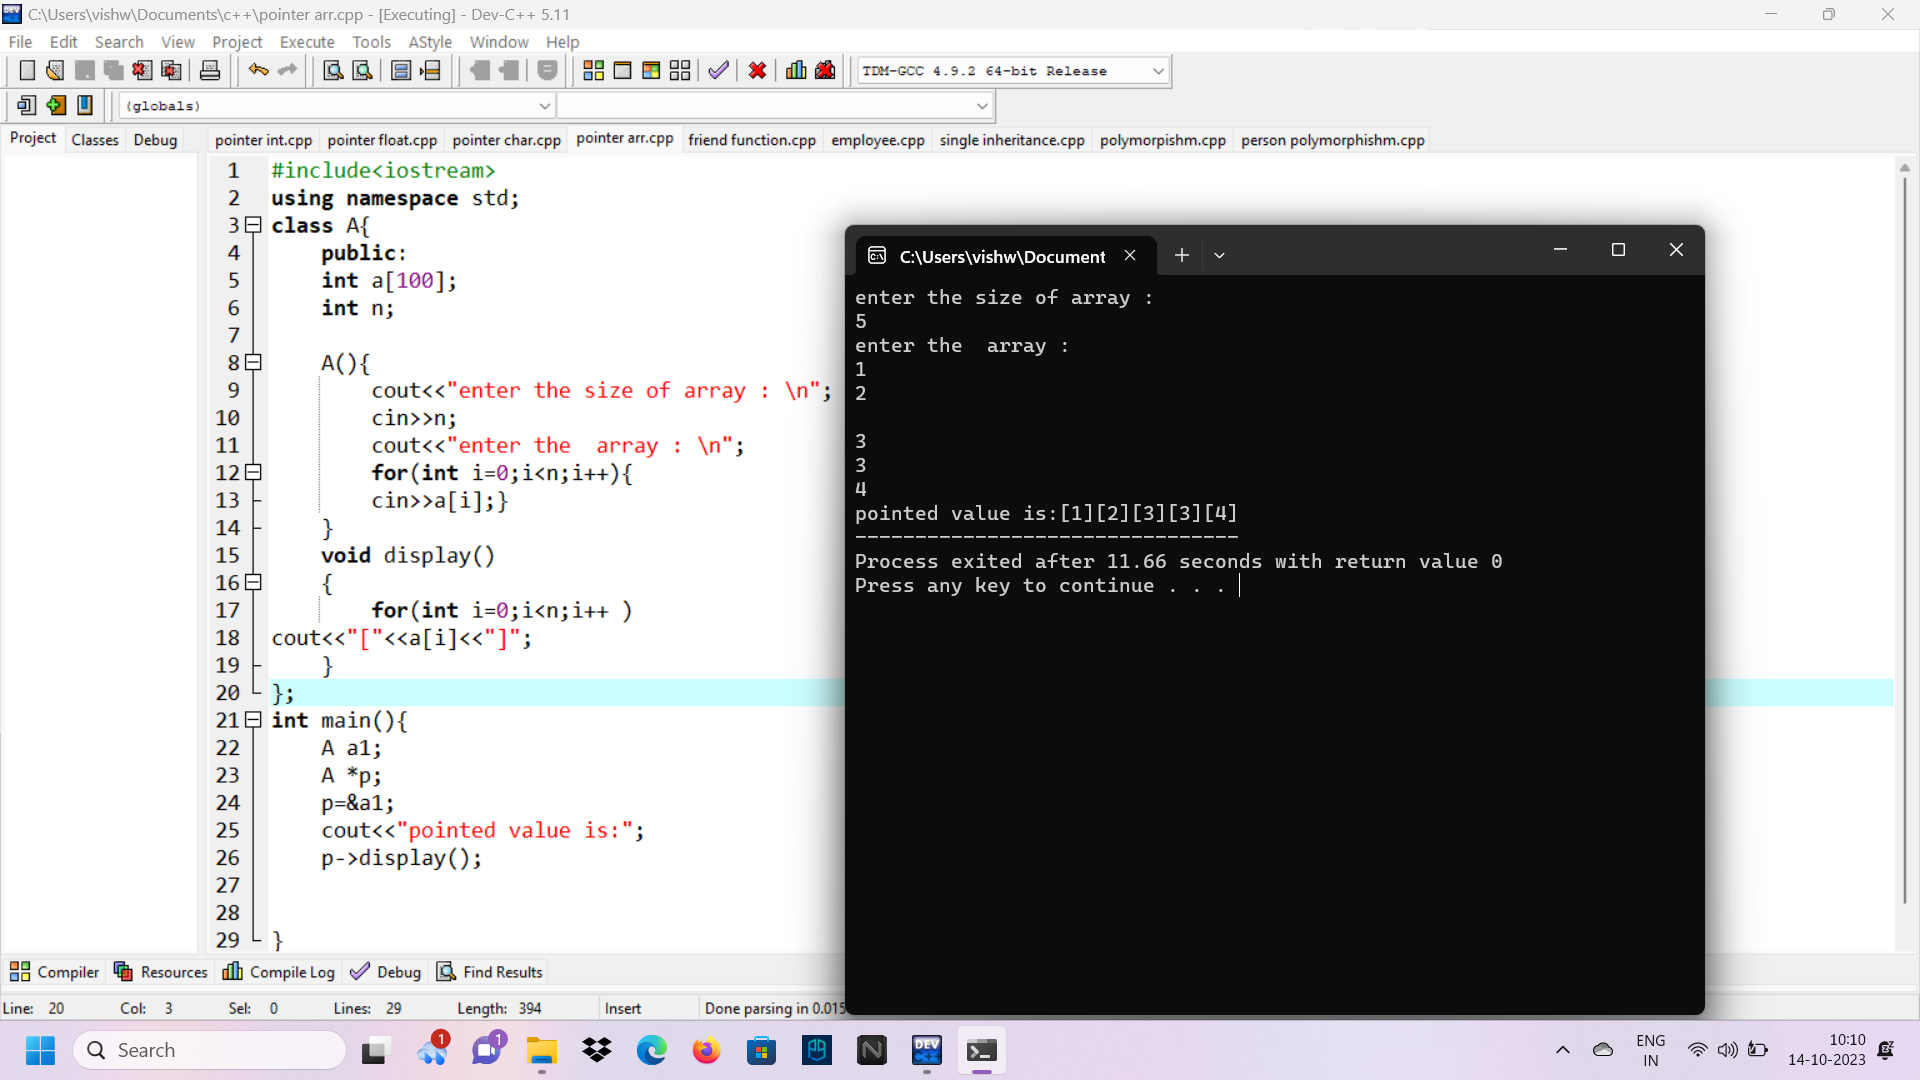 C:\Users\vishw\Documents\c++\pointer arr.cpp - [Executing] - Dev-C++ 5.11
File Edit Search View Project Execute Tools AStyle Window Help
TDM-GCC 4.9.2 64-bit Release
(globals)
Project Classes Debug
pointer int.cpp pointer float.cpp pointer char.cpp pointer arr.cpp friend function.cpp employee.cpp single inheritance.cpp polymorpishm.cpp person polymorphishm.cpp
1 #include<iostream>
2 using namespace std;
3 class A{
4 public:
5 int a[100];
6 int n;
7
8 A(){
9 cout<<"enter the size of array : \n";
10 cin>>n;
11 cout<<"enter the  array : \n";
12 for(int i=0;i<n;i++){
13 cin>>a[i];}
14 }
15 void display()
16 {
17 for(int i=0;i<n;i++ )
18 cout<<"["<<a[i]<<"]";
19 }
20 };
21 int main(){
22 A a1;
23 A *p;
24 p=&a1;
25 cout<<"pointed value is:";
26 p->display();
27
28
29 }
C:\Users\vishw\Document
enter the size of array :
5
enter the  array :
1
2
3
3
4
pointed value is:[1][2][3][3][4]
--------------------------------
Process exited after 11.66 seconds with return value 0
Press any key to continue . . .
Compiler Resources Compile Log Debug Find Results
Line: 20 Col: 3 Sel: 0 Lines: 29 Length: 394 Insert Done parsing in 0.015
Search
1
1
DEV
C++
ENG
IN
10:10
14-10-2023